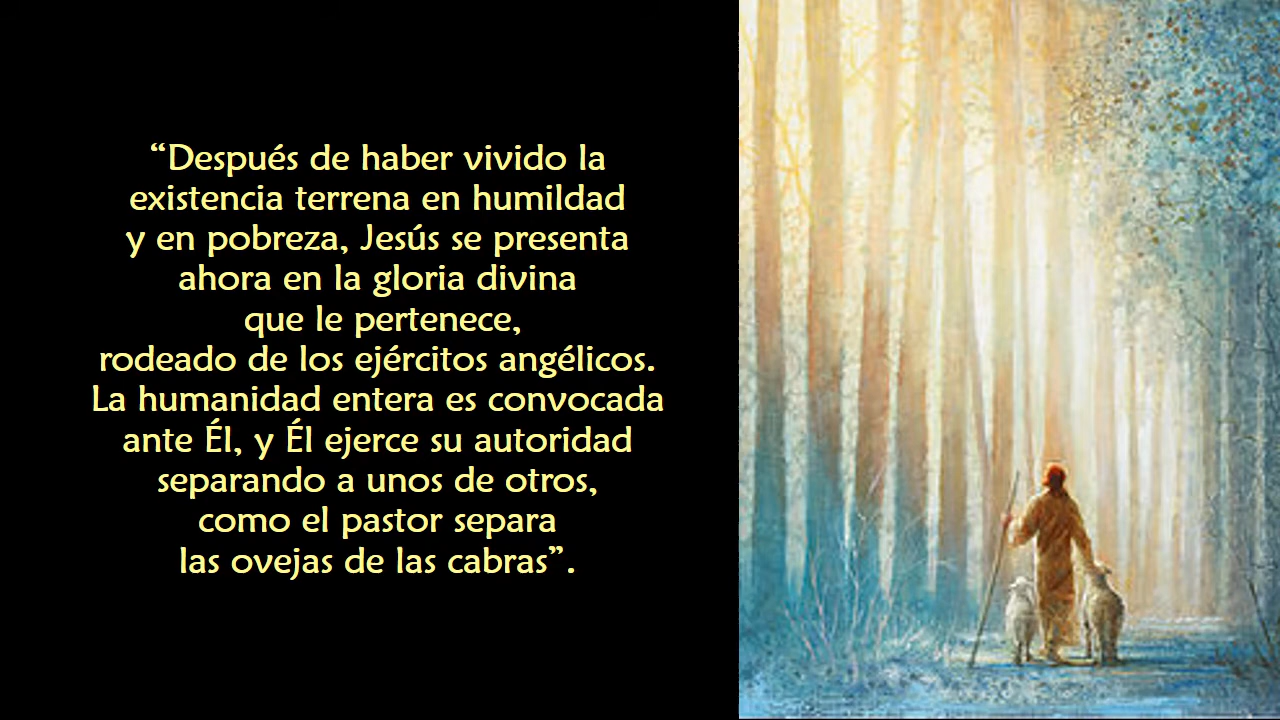 “Después de haber vivido la
existencia terrena en humildad
y en pobreza, Jesús se presenta
ahora en la gloria divina
que le pertenece,
rodeado de los ejércitos angélicos.
La humanidad entera es convocada
ante Él, y Él ejerce su autoridad
separando a unos de otros,
como el pastor separa
las ovejas de las cabras”.